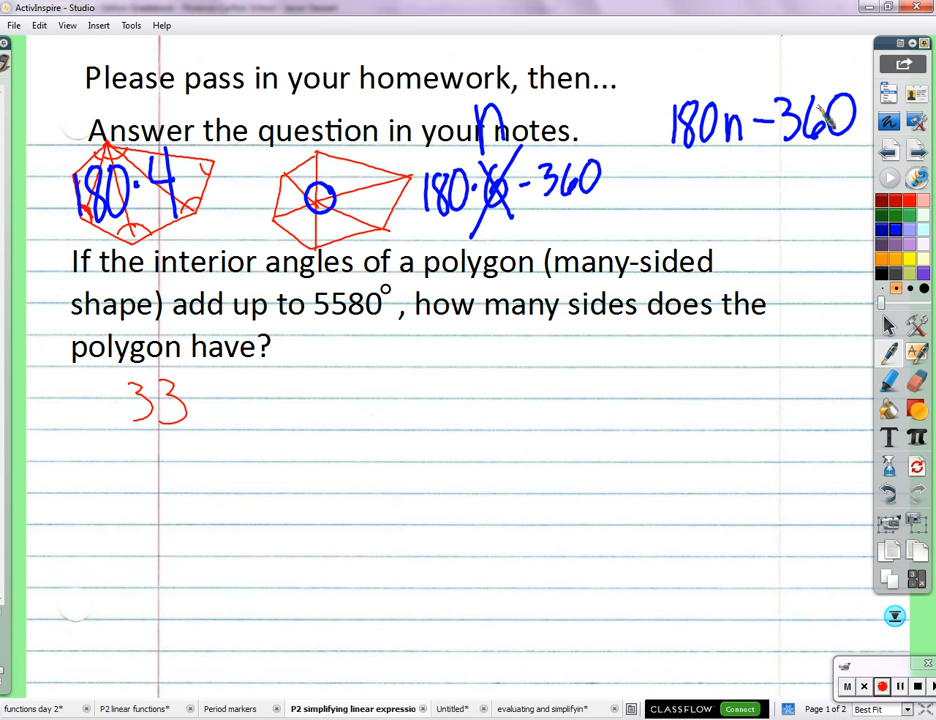 ActivInspire - Studio
File Edit View Insert Tools Help
Please pass in your homework, then...
Answer the question in your notes.
n
180n - 360
180·4
180·6 - 360
If the interior angles of a polygon (many-sided
shape) add up to 5580°, how many sides does the
polygon have?
33
functions day 2* P2 linear functions* Period markers P2 simplifying linear expressio Untitled* evaluating and simplifyin* CLASSFLOW Connect Page 1 of 2 Best Fit